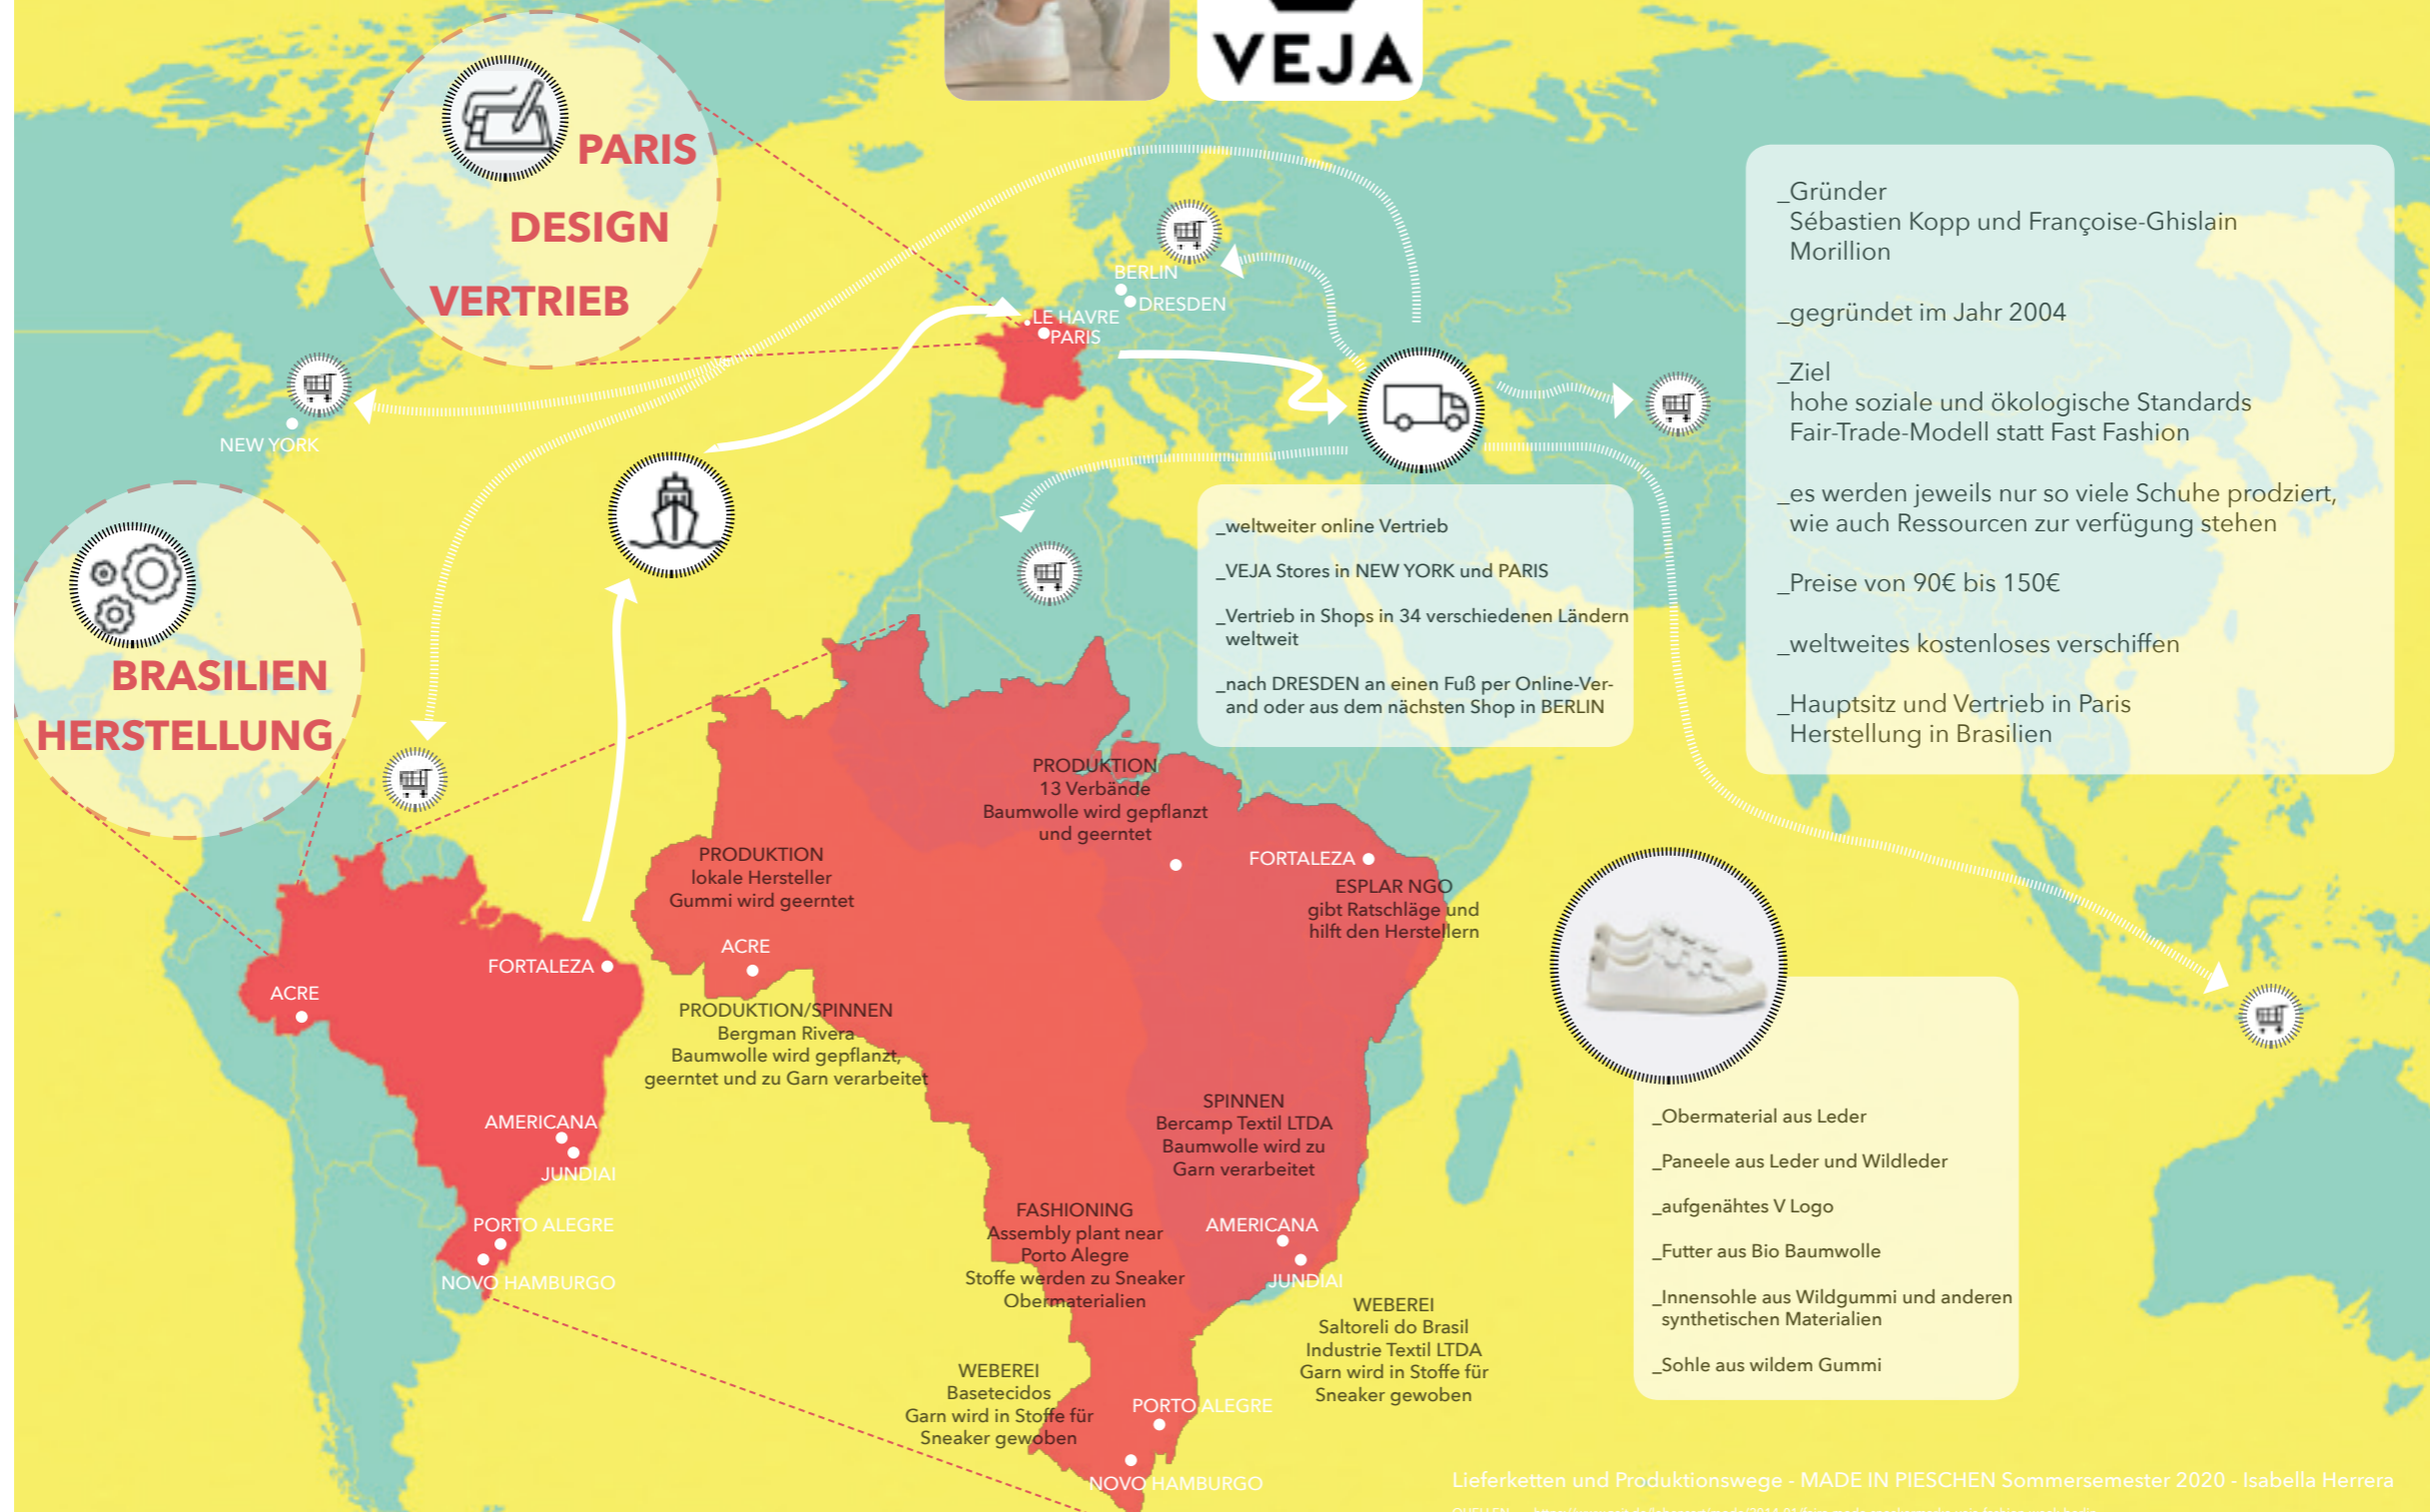 VEJA
PARIS
DESIGN
VERTRIEB
BERLIN
DRESDEN
LE HAVRE
PARIS
NEW YORK
BRASILIEN
HERSTELLUNG
_Gründer
Sébastien Kopp und Françoise-Ghislain
Morillion
_gegründet im Jahr 2004
_Ziel
hohe soziale und ökologische Standards
Fair-Trade-Modell statt Fast Fashion
_es werden jeweils nur so viele Schuhe prodziert,
wie auch Ressourcen zur verfügung stehen
_Preise von 90€ bis 150€
_weltweites kostenloses verschiffen
_Hauptsitz und Vertrieb in Paris
Herstellung in Brasilien
_weltweiter online Vertrieb
_VEJA Stores in NEW YORK und PARIS
_Vertrieb in Shops in 34 verschiedenen Ländern
weltweit
_nach DRESDEN an einen Fuß per Online-Ver-
and oder aus dem nächsten Shop in BERLIN
FORTALEZA
ACRE
AMERICANA
JUNDIAI
PORTO ALEGRE
NOVO HAMBURGO
PRODUKTION
13 Verbände
Baumwolle wird gepflanzt
und geerntet
PRODUKTION
lokale Hersteller
Gummi wird geerntet
ACRE
FORTALEZA
ESPLAR NGO
gibt Ratschläge und
hilft den Herstellern
PRODUKTION/SPINNEN
Bergman Rivera
Baumwolle wird gepflanzt,
geerntet und zu Garn verarbeitet
SPINNEN
Bercamp Textil LTDA
Baumwolle wird zu
Garn verarbeitet
FASHIONING
Assembly plant near
Porto Alegre
Stoffe werden zu Sneaker
Obermaterialien
AMERICANA
JUNDIAI
WEBEREI
Saltoreli do Brasil
Industrie Textil LTDA
Garn wird in Stoffe für
Sneaker gewoben
WEBEREI
Basetecidos
Garn wird in Stoffe für
Sneaker gewoben
PORTO ALEGRE
NOVO HAMBURGO
_Obermaterial aus Leder
_Paneele aus Leder und Wildleder
_aufgenähtes V Logo
_Futter aus Bio Baumwolle
_Innensohle aus Wildgummi und anderen
synthetischen Materialien
_Sohle aus wildem Gummi
Lieferketten und Produktionswege - MADE IN PIESCHEN Sommersemester 2020 - Isabella Herrera